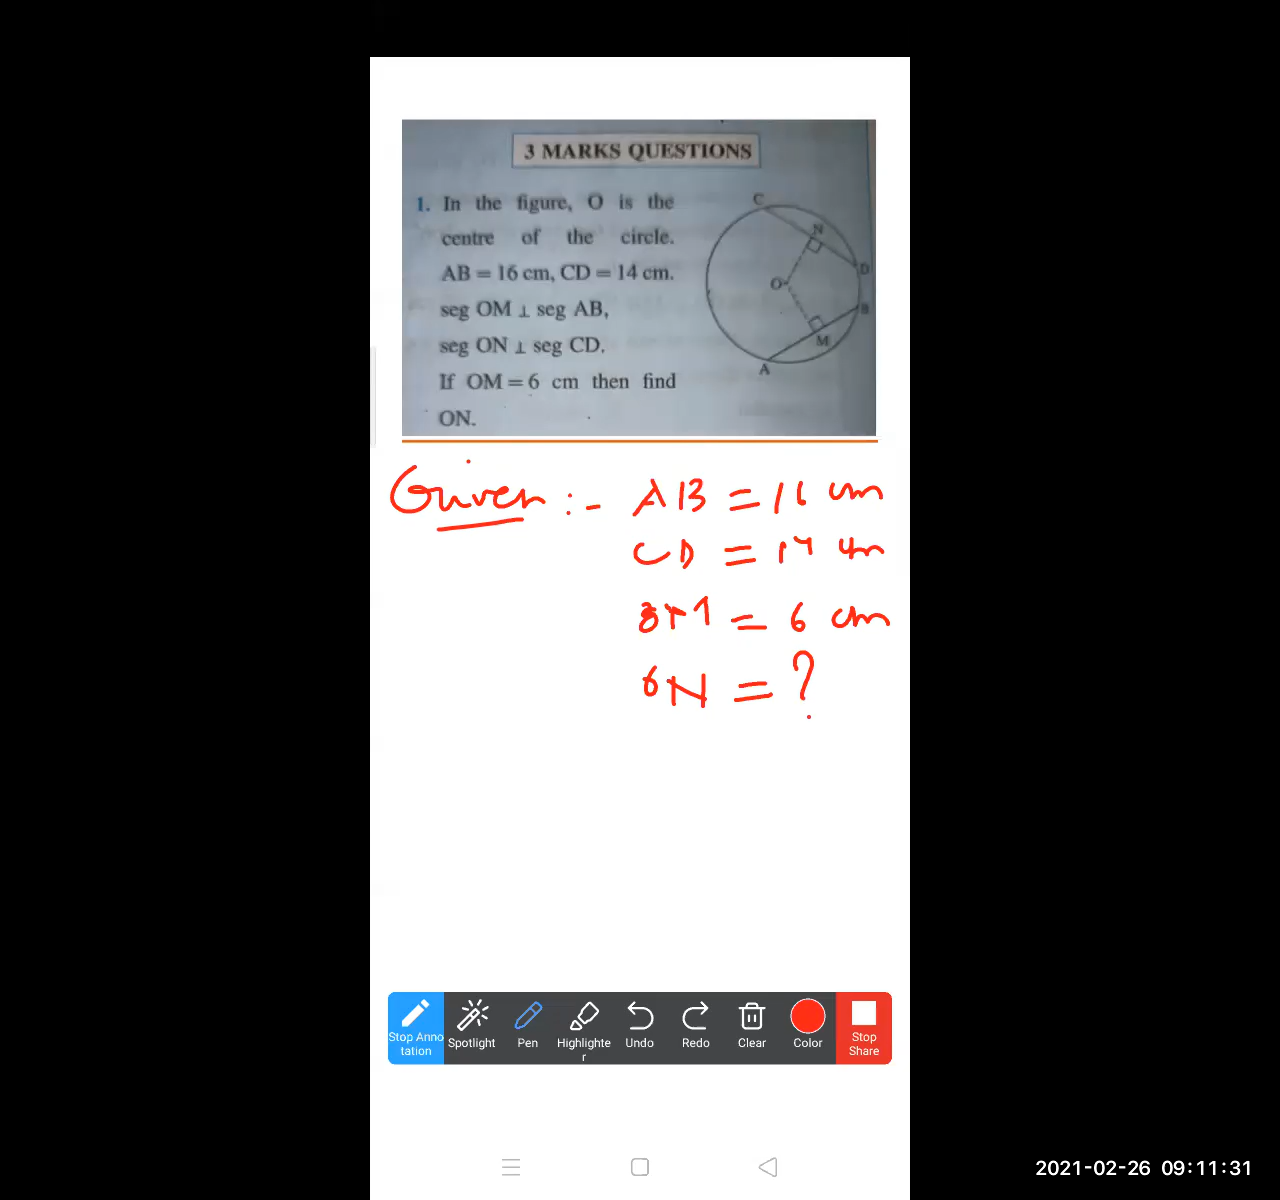 3 MARKS QUESTIONS
1. In the figure, O is the
centre of the circle.
AB = 16 cm, CD = 14 cm.
seg OM ⊥ seg AB,
seg ON ⊥ seg CD.
If OM = 6 cm then find
ON.
C
N
D
O
B
M
A
Given :- AB = 16 cm
CD = 14 cm
OM = 6 cm
ON = ?
Stop Anno
tation
Spotlight
Pen
Highlighte
r
Undo
Redo
Clear
Color
Stop
Share
2021-02-26 09:11:31